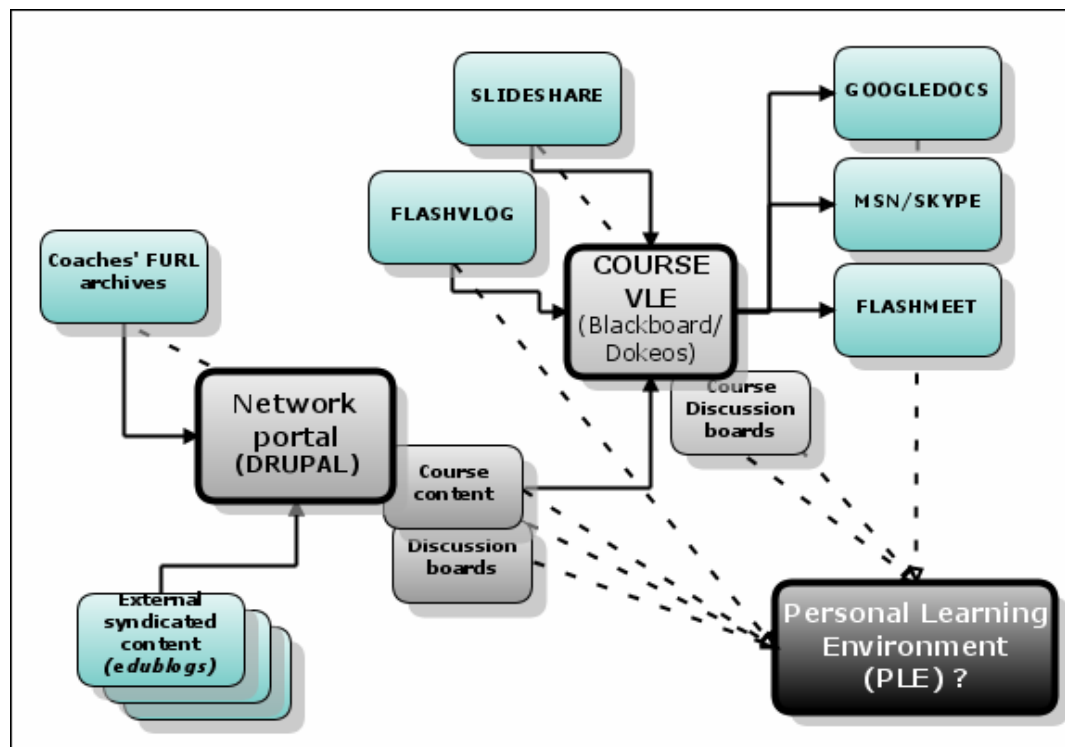 SLIDESHARE
GOOGLEDOCS
FLASHVLOG
MSN/SKYPE
Coaches' FURL
archives
COURSE
VLE
(Blackboard/
Dokeos)
FLASHMEET
Network
portal
(DRUPAL)
Course
Discussion
boards
Course
content
Discussion
boards
External
syndicated
content
(edublogs)
Personal Learning
Environment
(PLE) ?